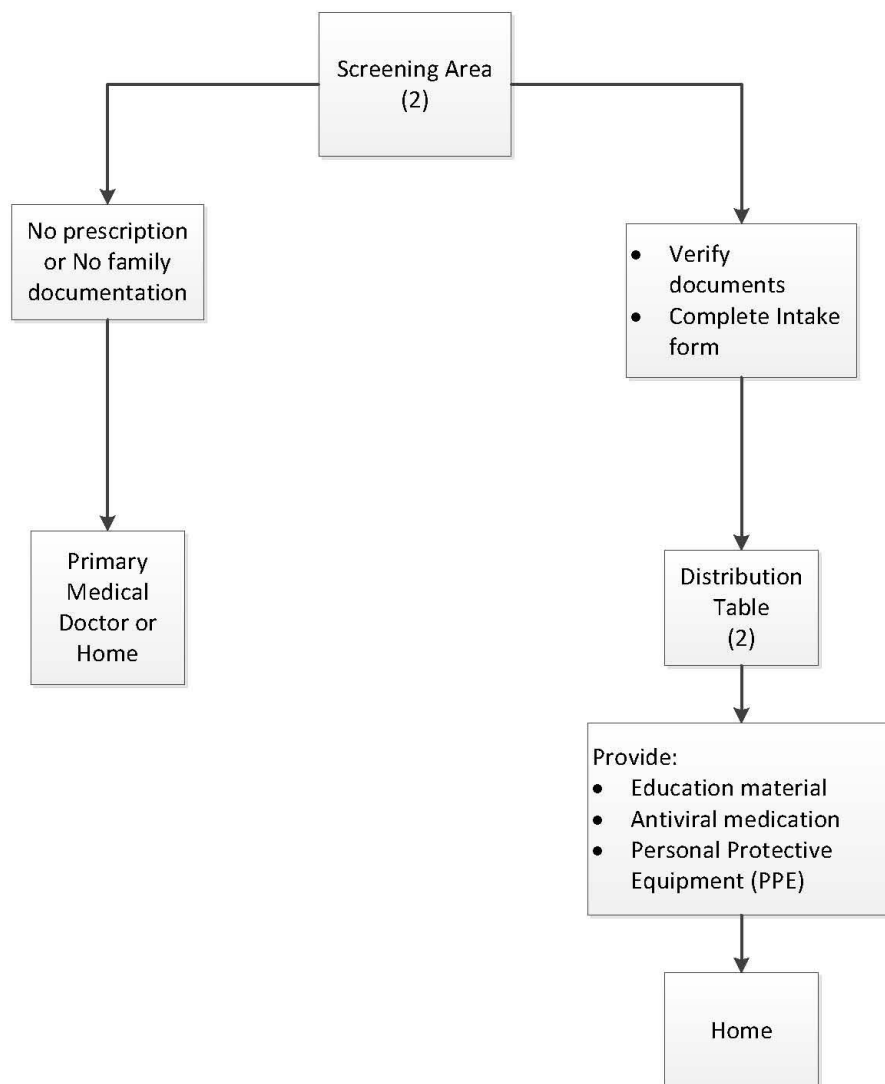 Screening Area
(2)
No prescription
or No family
documentation
• Verify
documents
• Complete Intake
form
Primary
Medical
Doctor or
Home
Distribution
Table
(2)
Provide:
• Education material
• Antiviral medication
• Personal Protective
Equipment (PPE)
Home